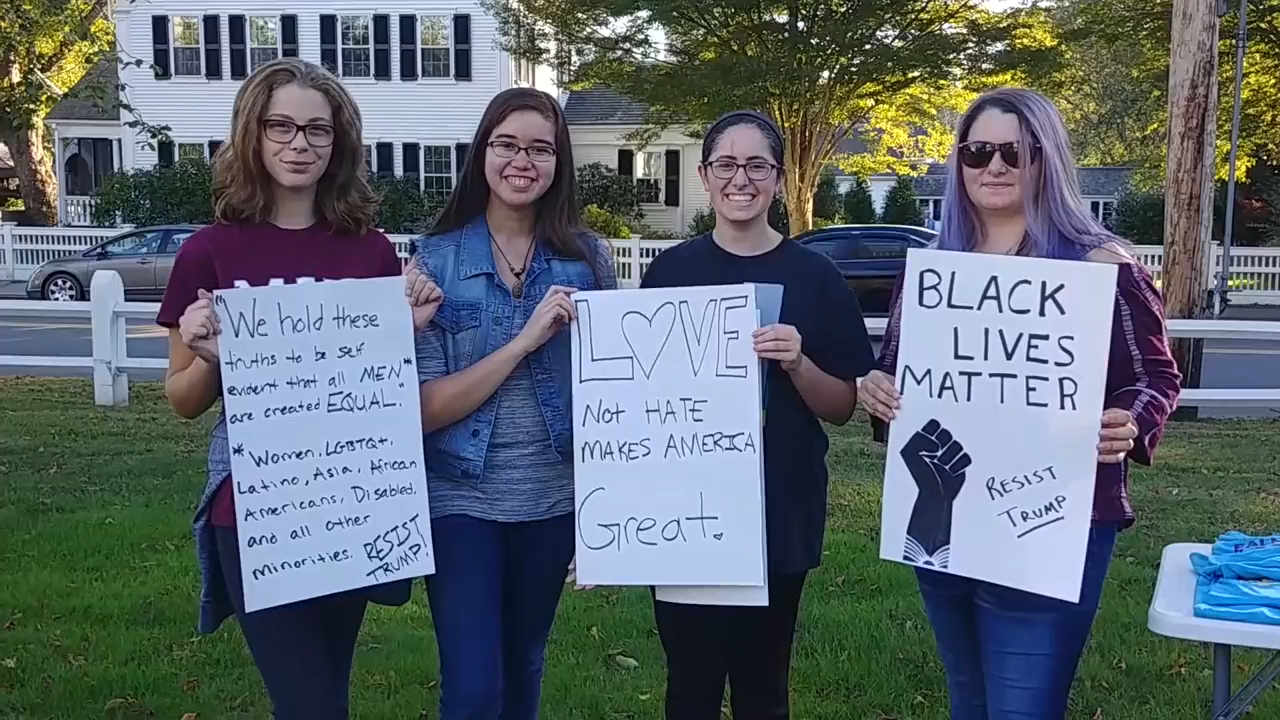 "We hold these
truths to be self
evident that all MEN*
are created EQUAL."
*Women, LGBTQ+,
Latino, Asia, African
Americans, Disabled,
and all other
minorities. RESIST
TRUMP!
LOVE
Not HATE
MAKES AMERICA
Great.
BLACK
LIVES
MATTER
RESIST
TRUMP